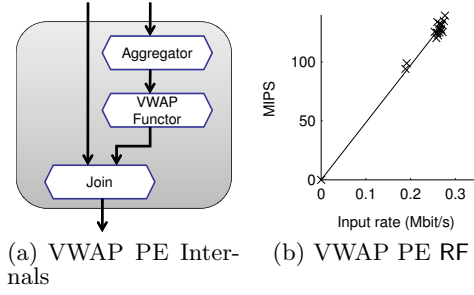 Aggregator
VWAP
Functor
Join
(a) VWAP PE Inter-
nals
MIPS
100
50
0
0
0.1
0.2
0.3
Input rate (Mbit/s)
(b) VWAP PE RF